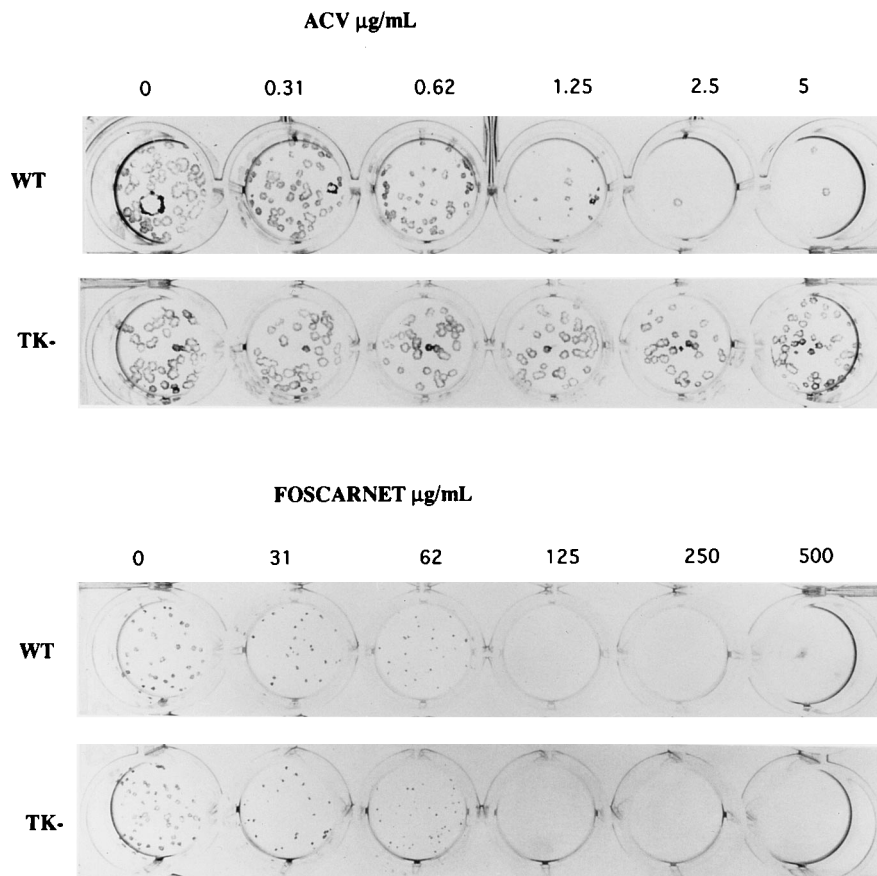 ACV µg/mL
0 0.31 0.62 1.25 2.5 5
WT
TK-
FOSCARNET µg/mL
0 31 62 125 250 500
WT
TK-